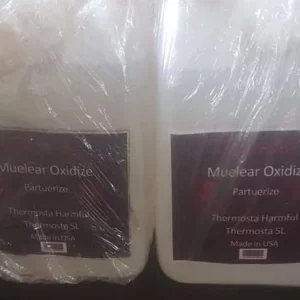 Muelear Oxidize
Partuerize
Thermosta Harmful
Thermosta SL
Made in USA
Muelear Oxidiz
Partuerize
Thermosta Harmful
Thermosta SL
Made in USA